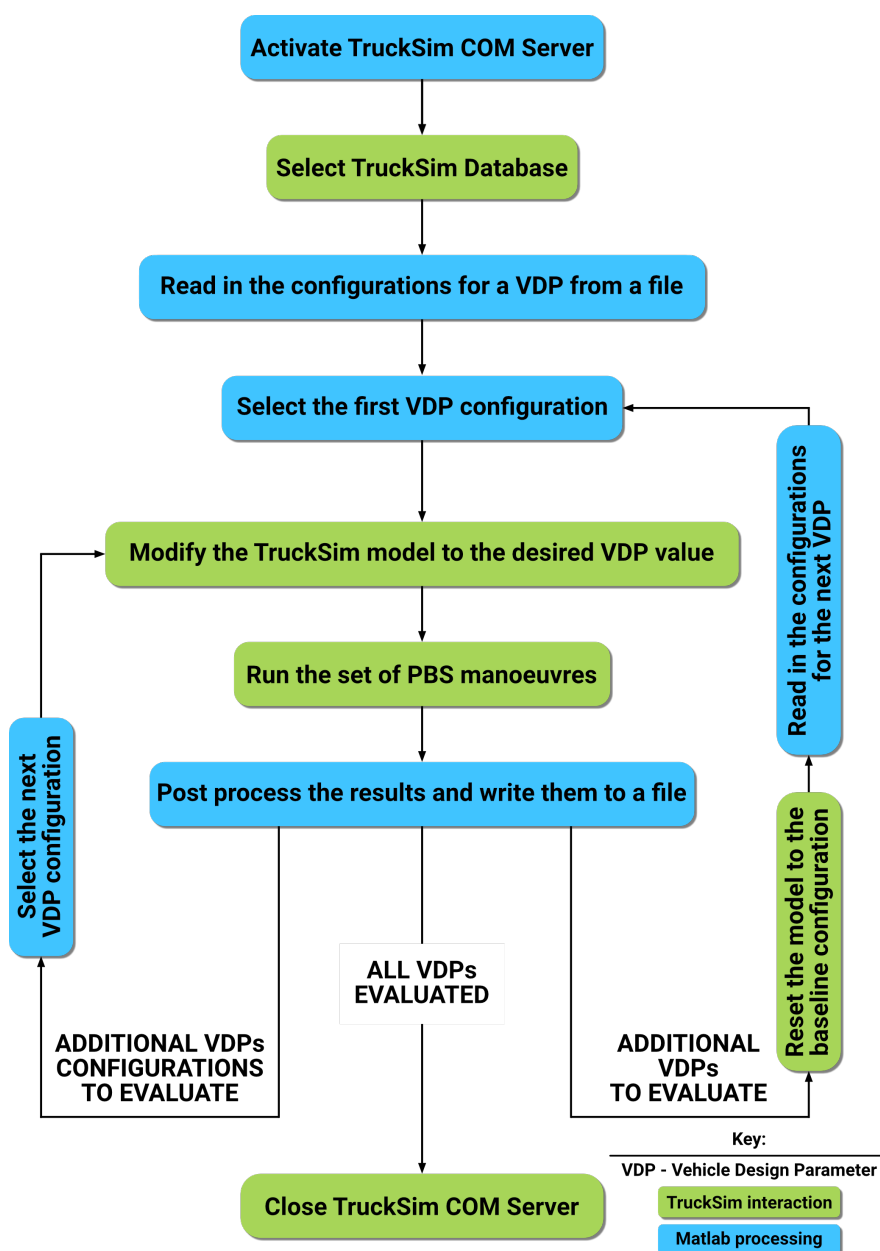 Activate TruckSim COM Server
Select TruckSim Database
Read in the configurations for a VDP from a file
Select the first VDP configuration
Modify the TruckSim model to the desired VDP value
Run the set of PBS manoeuvres
Post process the results and write them to a file
Select the next
VDP configuration
ADDITIONAL VDPs
CONFIGURATIONS
TO EVALUATE
ALL VDPs
EVALUATED
ADDITIONAL
VDPs
TO EVALUATE
Reset the model to the
baseline configuration
Read in the configurations
for the next VDP
Close TruckSim COM Server
Key:
VDP - Vehicle Design Parameter
TruckSim interaction
Matlab processing